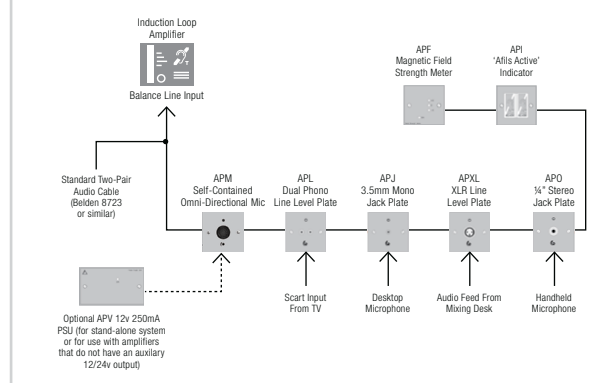 Induction Loop
Amplifier
Balance Line Input
APF
Magnetic Field
Strength Meter
API
'Afils Active'
Indicator
Standard Two-Pair
Audio Cable
(Belden 8723
or similar)
APM
Self-Contained
Omni-Directional Mic
APL
Dual Phono
Line Level Plate
APJ
3.5mm Mono
Jack Plate
APXL
XLR Line
Level Plate
APO
¼" Stereo
Jack Plate
Scart Input
From TV
Desktop
Microphone
Audio Feed From
Mixing Desk
Handheld
Microphone
Optional APV 12v 250mA
PSU (for stand-alone system
or for use with amplifiers
that do not have an auxilary
12/24v output)